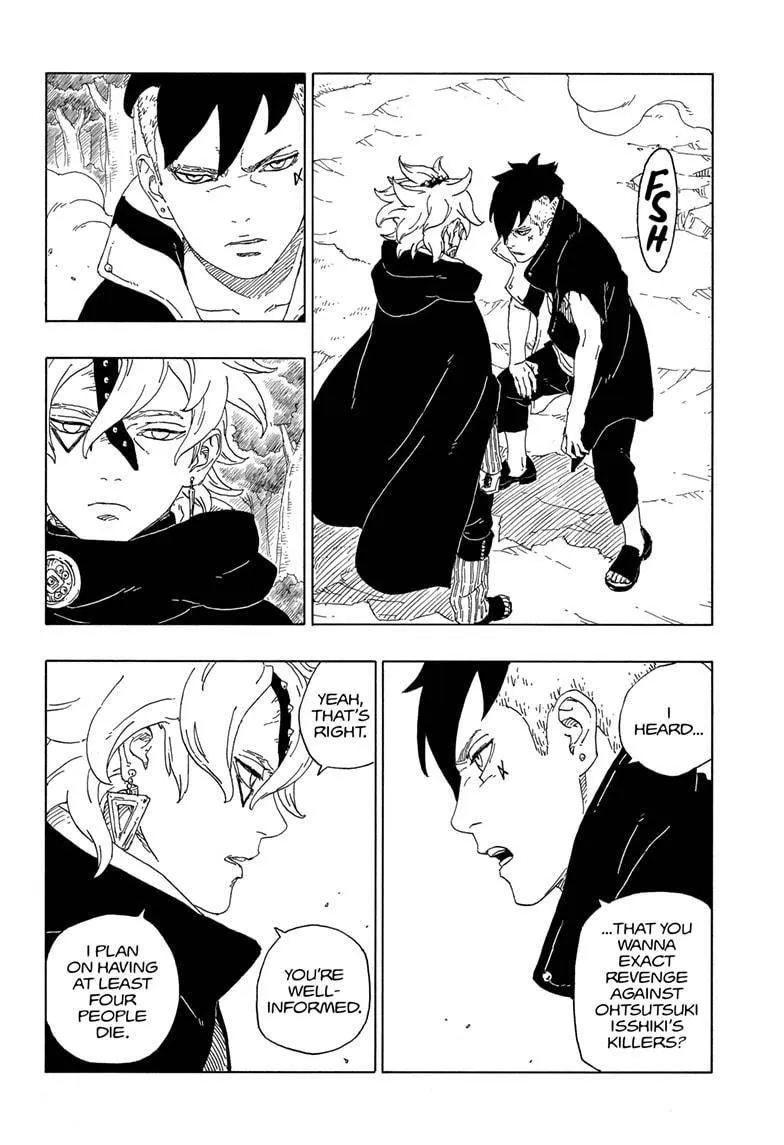 FSH
I
HEARD...
...THAT YOU
WANNA
EXACT
REVENGE
AGAINST
OHTSUTSUKI
ISSHIKI'S
KILLERS?
YEAH,
THAT'S
RIGHT.
YOU'RE
WELL-
INFORMED.
I PLAN
ON HAVING
AT LEAST
FOUR
PEOPLE
DIE.